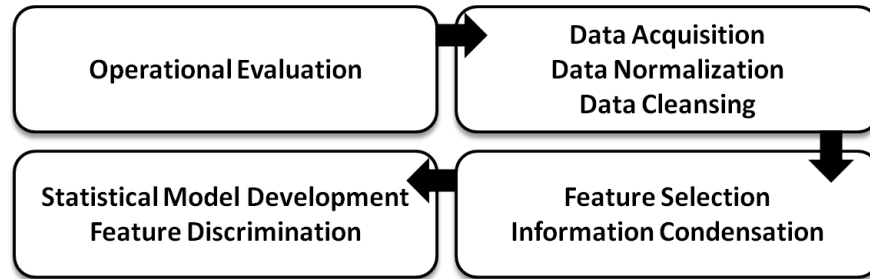 Operational Evaluation
Data Acquisition
Data Normalization
Data Cleansing
Feature Selection
Information Condensation
Statistical Model Development
Feature Discrimination